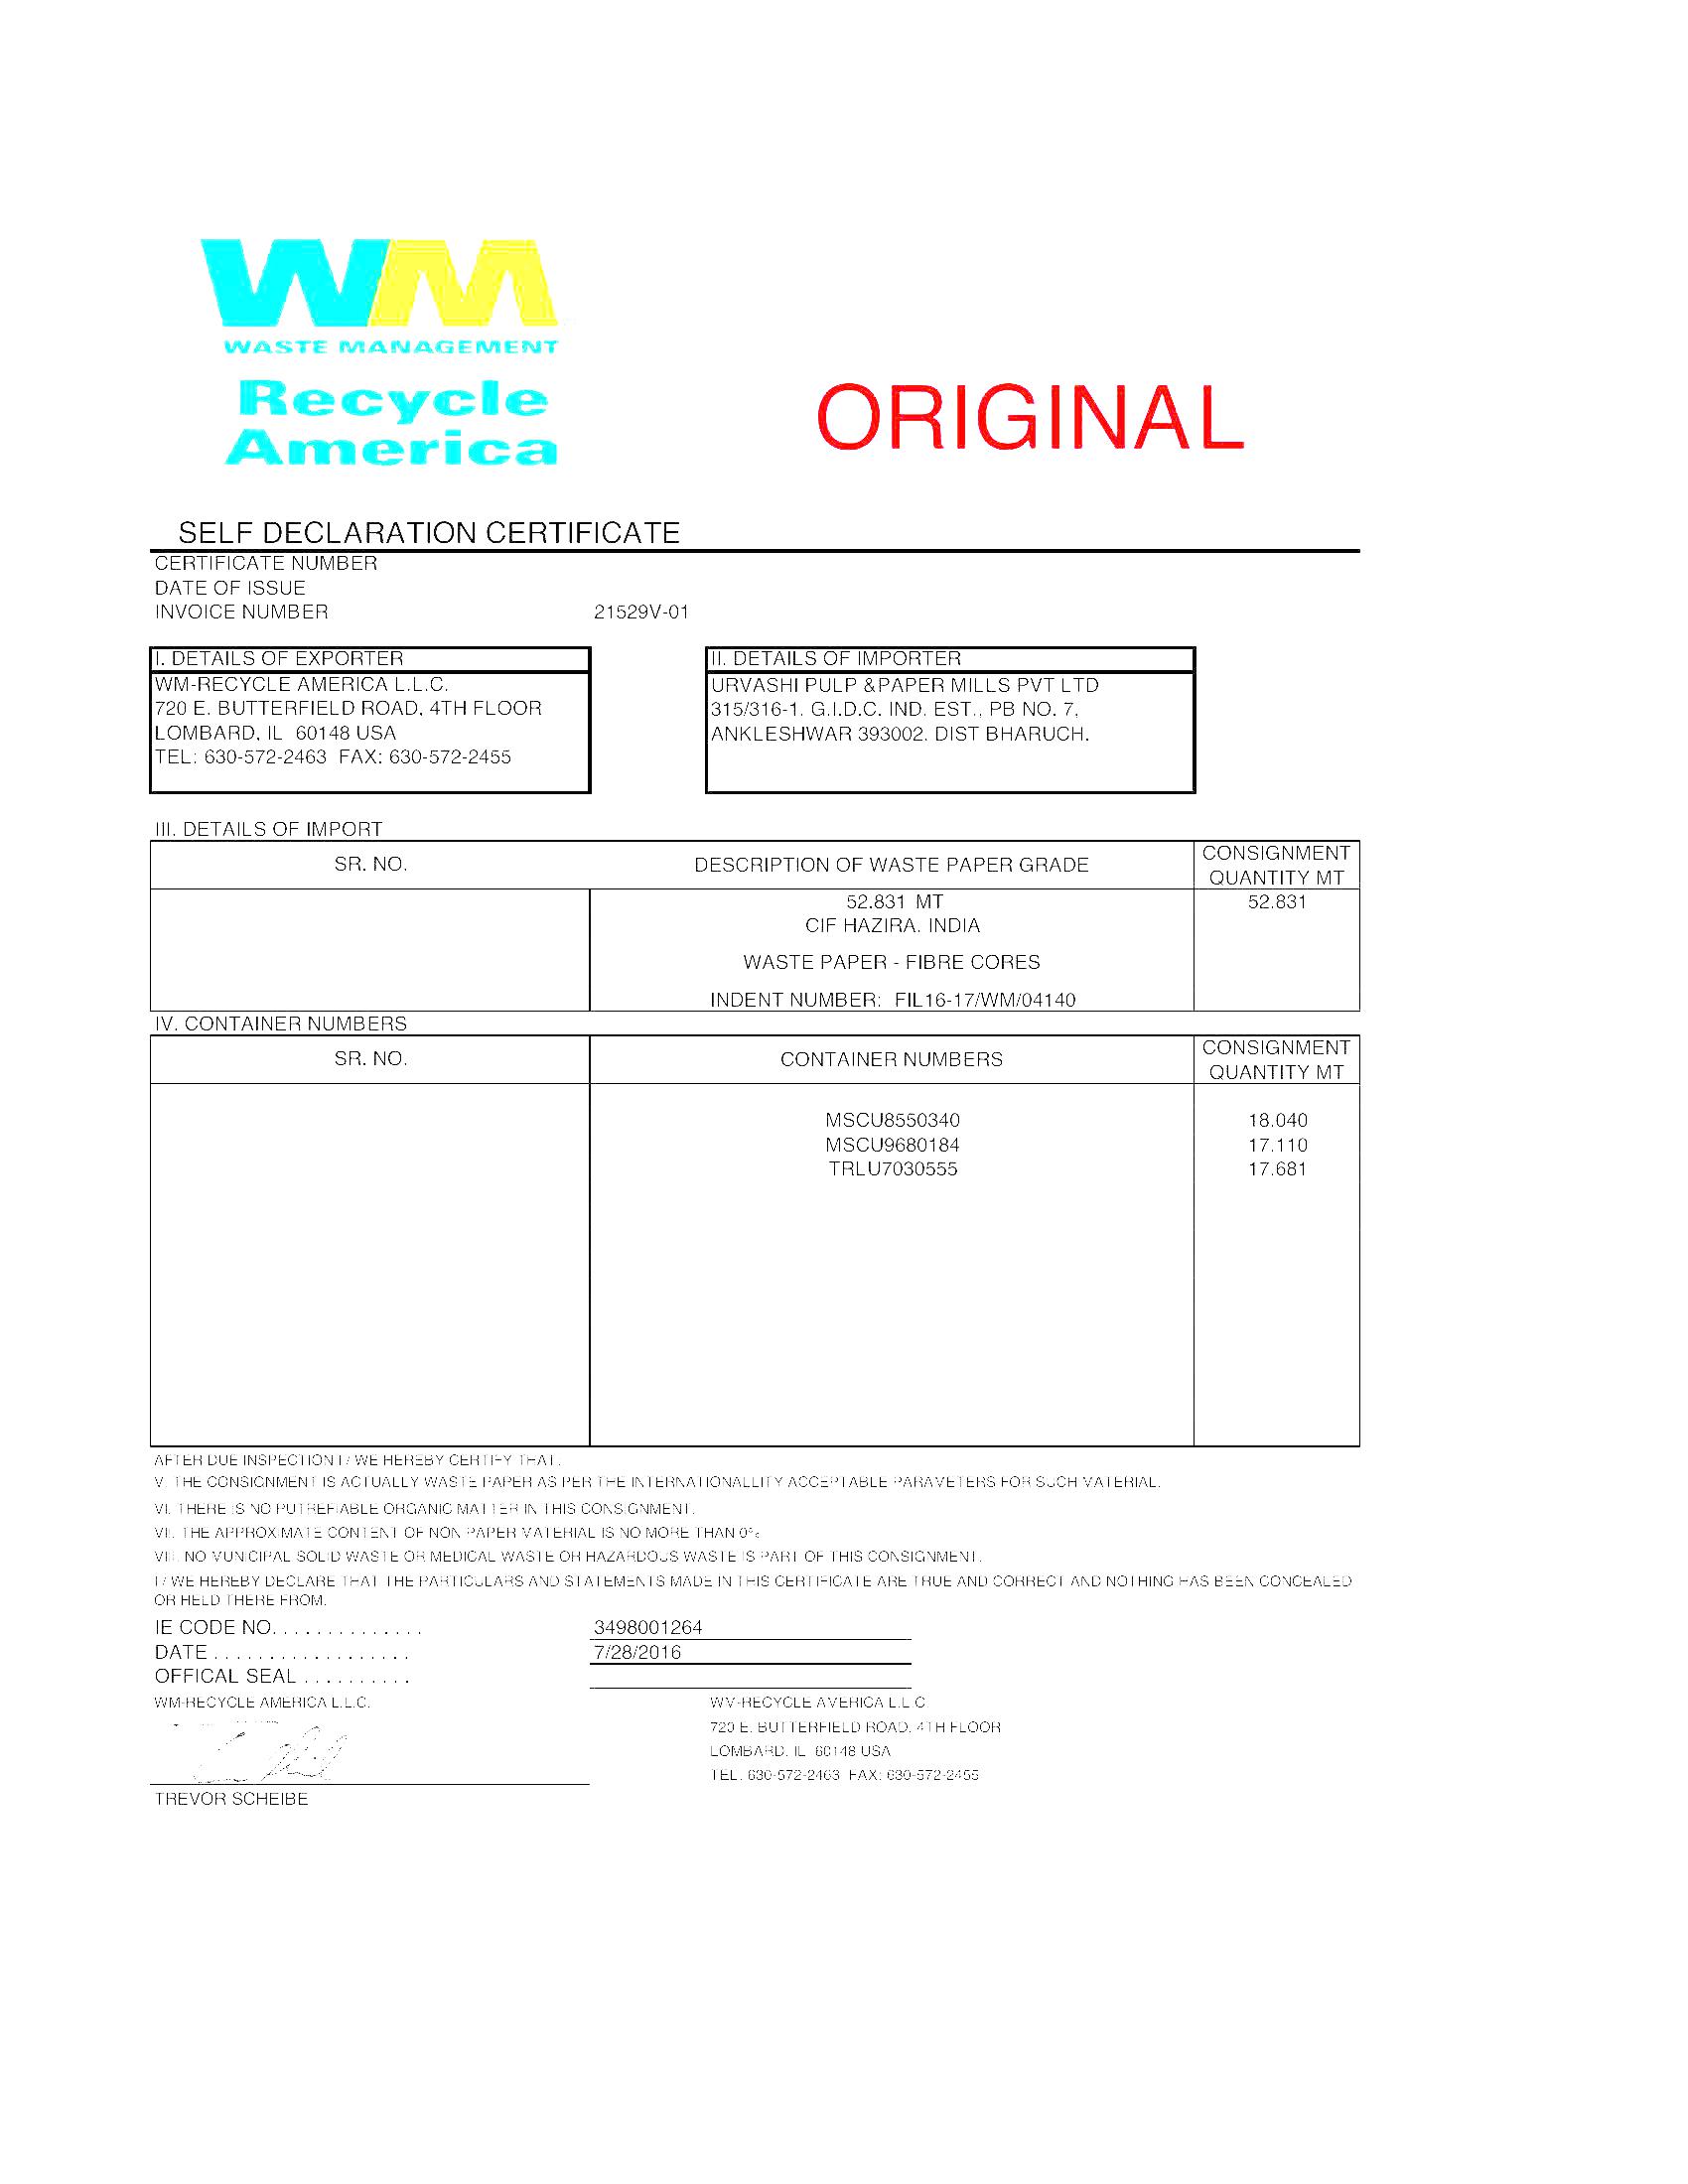 WM
WASTE MANAGEMENT
Recycle
America
ORIGINAL
SELF DECLARATION CERTIFICATE
CERTIFICATE NUMBER
DATE OF ISSUE
INVOICE NUMBER 21529V-01
I. DETAILS OF EXPORTER
WM-RECYCLE AMERICA L.L.C.
720 E. BUTTERFIELD ROAD, 4TH FLOOR
LOMBARD, IL 60148 USA
TEL: 630-572-2463 FAX: 630-572-2455
II. DETAILS OF IMPORTER
URVASHI PULP &PAPER MILLS PVT LTD
315/316-1. G.I.D.C. IND. EST., PB NO. 7,
ANKLESHWAR 393002. DIST BHARUCH.
III. DETAILS OF IMPORT
SR. NO. DESCRIPTION OF WASTE PAPER GRADE CONSIGNMENT QUANTITY MT
52.831 MT 52.831
CIF HAZIRA. INDIA
WASTE PAPER - FIBRE CORES
INDENT NUMBER: FIL16-17/WM/04140
IV. CONTAINER NUMBERS
SR. NO. CONTAINER NUMBERS CONSIGNMENT QUANTITY MT
MSCU8550340 18.040
MSCU9680184 17.110
TRLU7030555 17.681
AFTER DUE INSPECTION I / WE HEREBY CERTIFY THAT.
V. THE CONSIGNMENT IS ACTUALLY WASTE PAPER AS PER THE INTERNATIONALLITY ACCEPTABLE PARAMETERS FOR SUCH MATERIAL.
VI. THERE IS NO PUTREFIABLE ORGANIC MATTER IN THIS CONSIGNMENT.
VII. THE APPROXIMATE CONTENT OF NON PAPER MATERIAL IS NO MORE THAN 0%
VIII. NO MUNICIPAL SOLID WASTE OR MEDICAL WASTE OR HAZARDOUS WASTE IS PART OF THIS CONSIGNMENT.
I / WE HEREBY DECLARE THAT THE PARTICULARS AND STATEMENTS MADE IN THIS CERTIFICATE ARE TRUE AND CORRECT AND NOTHING HAS BEEN CONCEALED
OR HELD THERE FROM.
IE CODE NO. . . . . . . . . . . . . . 3498001264
DATE . . . . . . . . . . . . . . . . . . 7/28/2016
OFFICAL SEAL . . . . . . . . . .
WM-RECYCLE AMERICA L.L.C.
WM-RECYCLE AMERICA L.L.C
720 E. BUTTERFIELD ROAD, 4TH FLOOR
LOMBARD, IL 60148 USA
TEL: 630-572-2463 FAX: 630-572-2455
TREVOR SCHEIBE